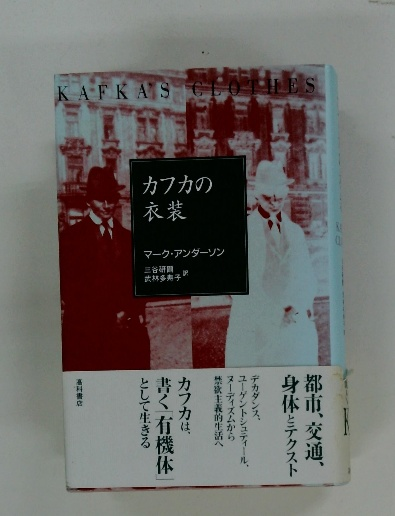 KAFKA'S CLOTHES
カフカの
衣装
マーク・アンダーソン
三谷研爾
武林多寿子
訳
都市、交通、
身体とテクスト
デカダンス、
ユーゲントシュティール、
ヌーディズムから
禁欲主義的生活へ
カフカは、
書く「有機体」
として生きる
高科書店